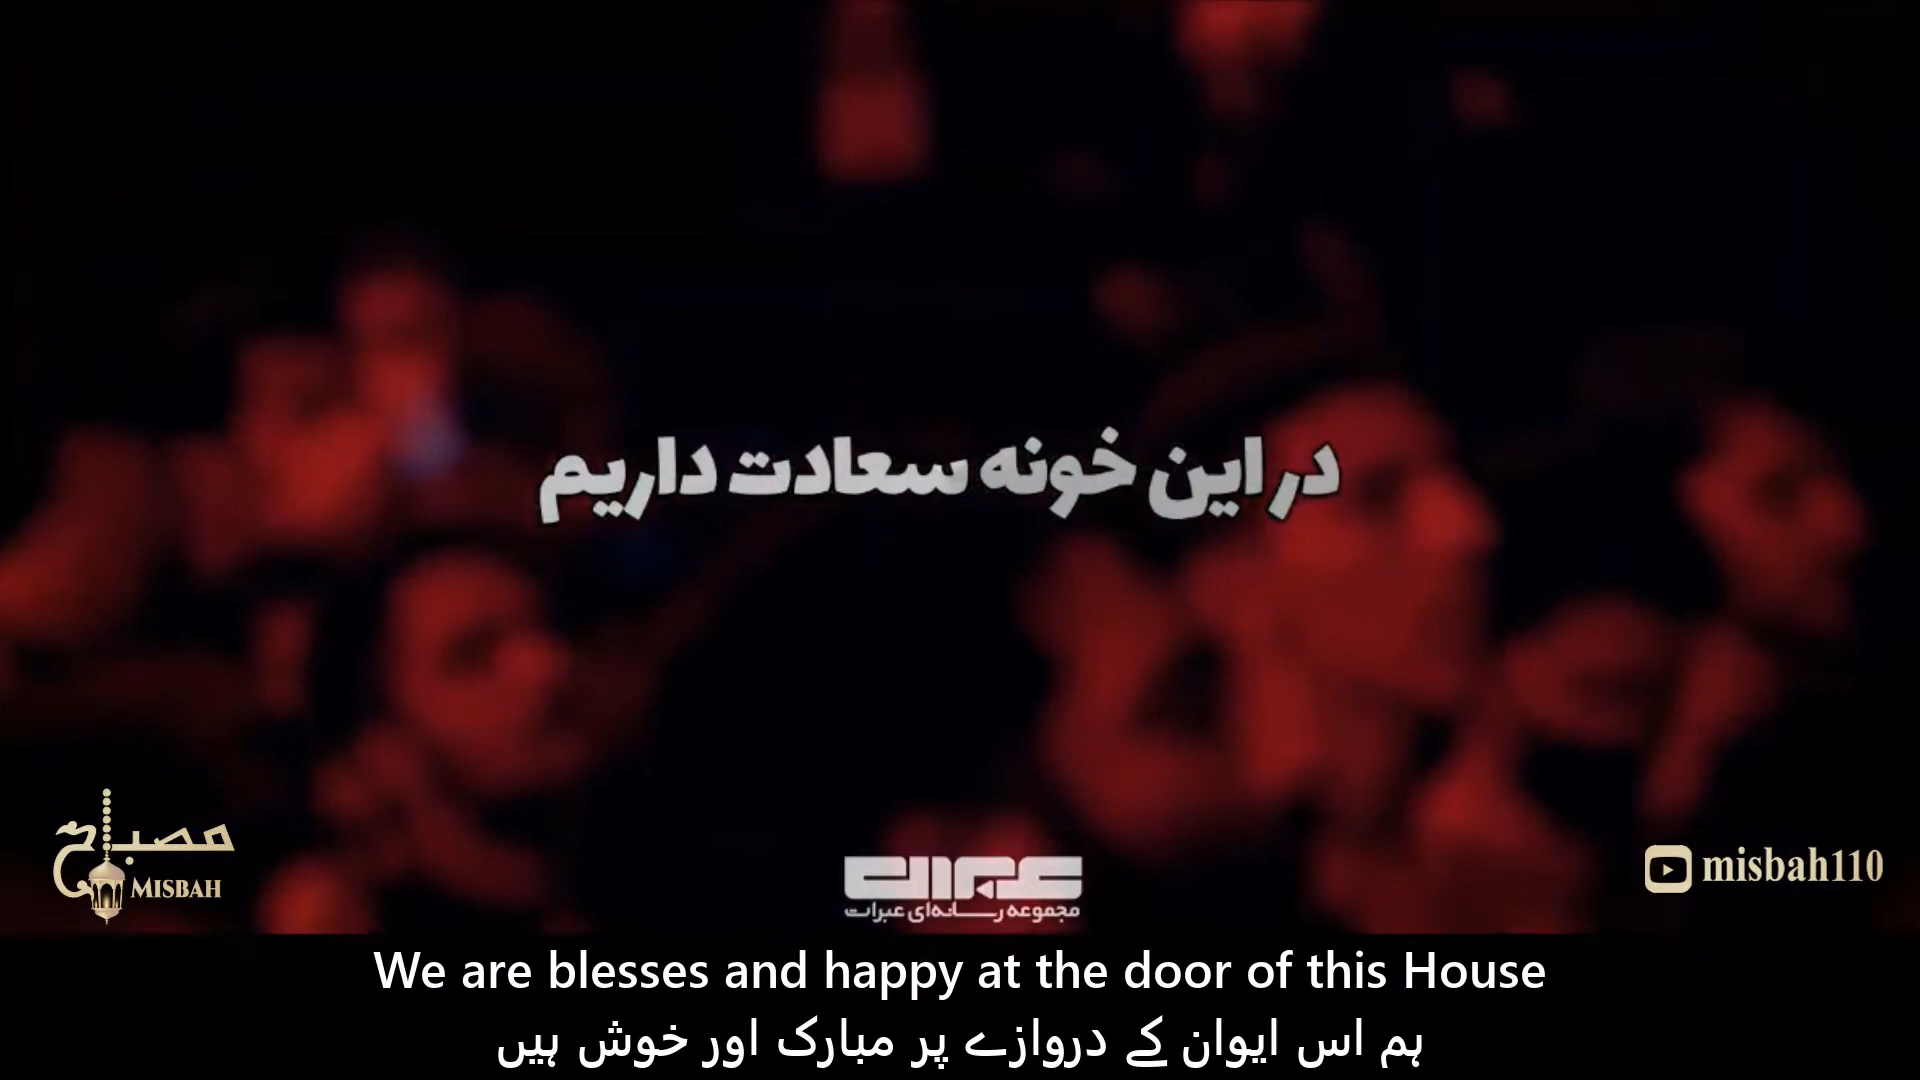 در این خونه سعادت داریم
مصباح
MISBAH
عبرات
مجموعه رسانه‌ای عبرات
misbah110
We are blesses and happy at the door of this House
ہم اس ایوان کے دروازے پر مبارک اور خوش ہیں